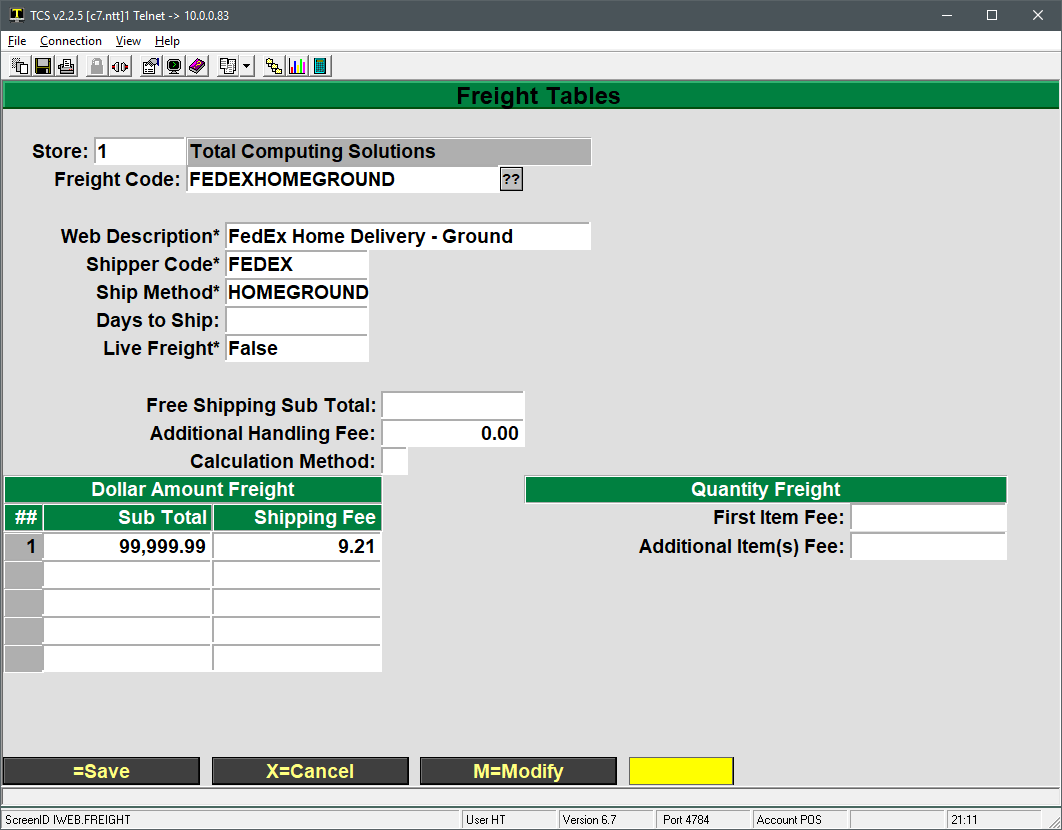 TCS v2.2.5 [c7.ntt]1 Telnet -> 10.0.0.83
File Connection View Help
Freight Tables
Store: 1 Total Computing Solutions
Freight Code: FEDEXHOMEGROUND ??
Web Description* FedEx Home Delivery - Ground
Shipper Code* FEDEX
Ship Method* HOMEGROUND
Days to Ship:
Live Freight* False
Free Shipping Sub Total:
Additional Handling Fee: 0.00
Calculation Method:
Dollar Amount Freight Quantity Freight
## Sub Total Shipping Fee First Item Fee:
1 99,999.99 9.21 Additional Item(s) Fee:
=Save X=Cancel M=Modify
ScreenID IWEB.FREIGHT User HT Version 6.7 Port 4784 Account POS 21:11